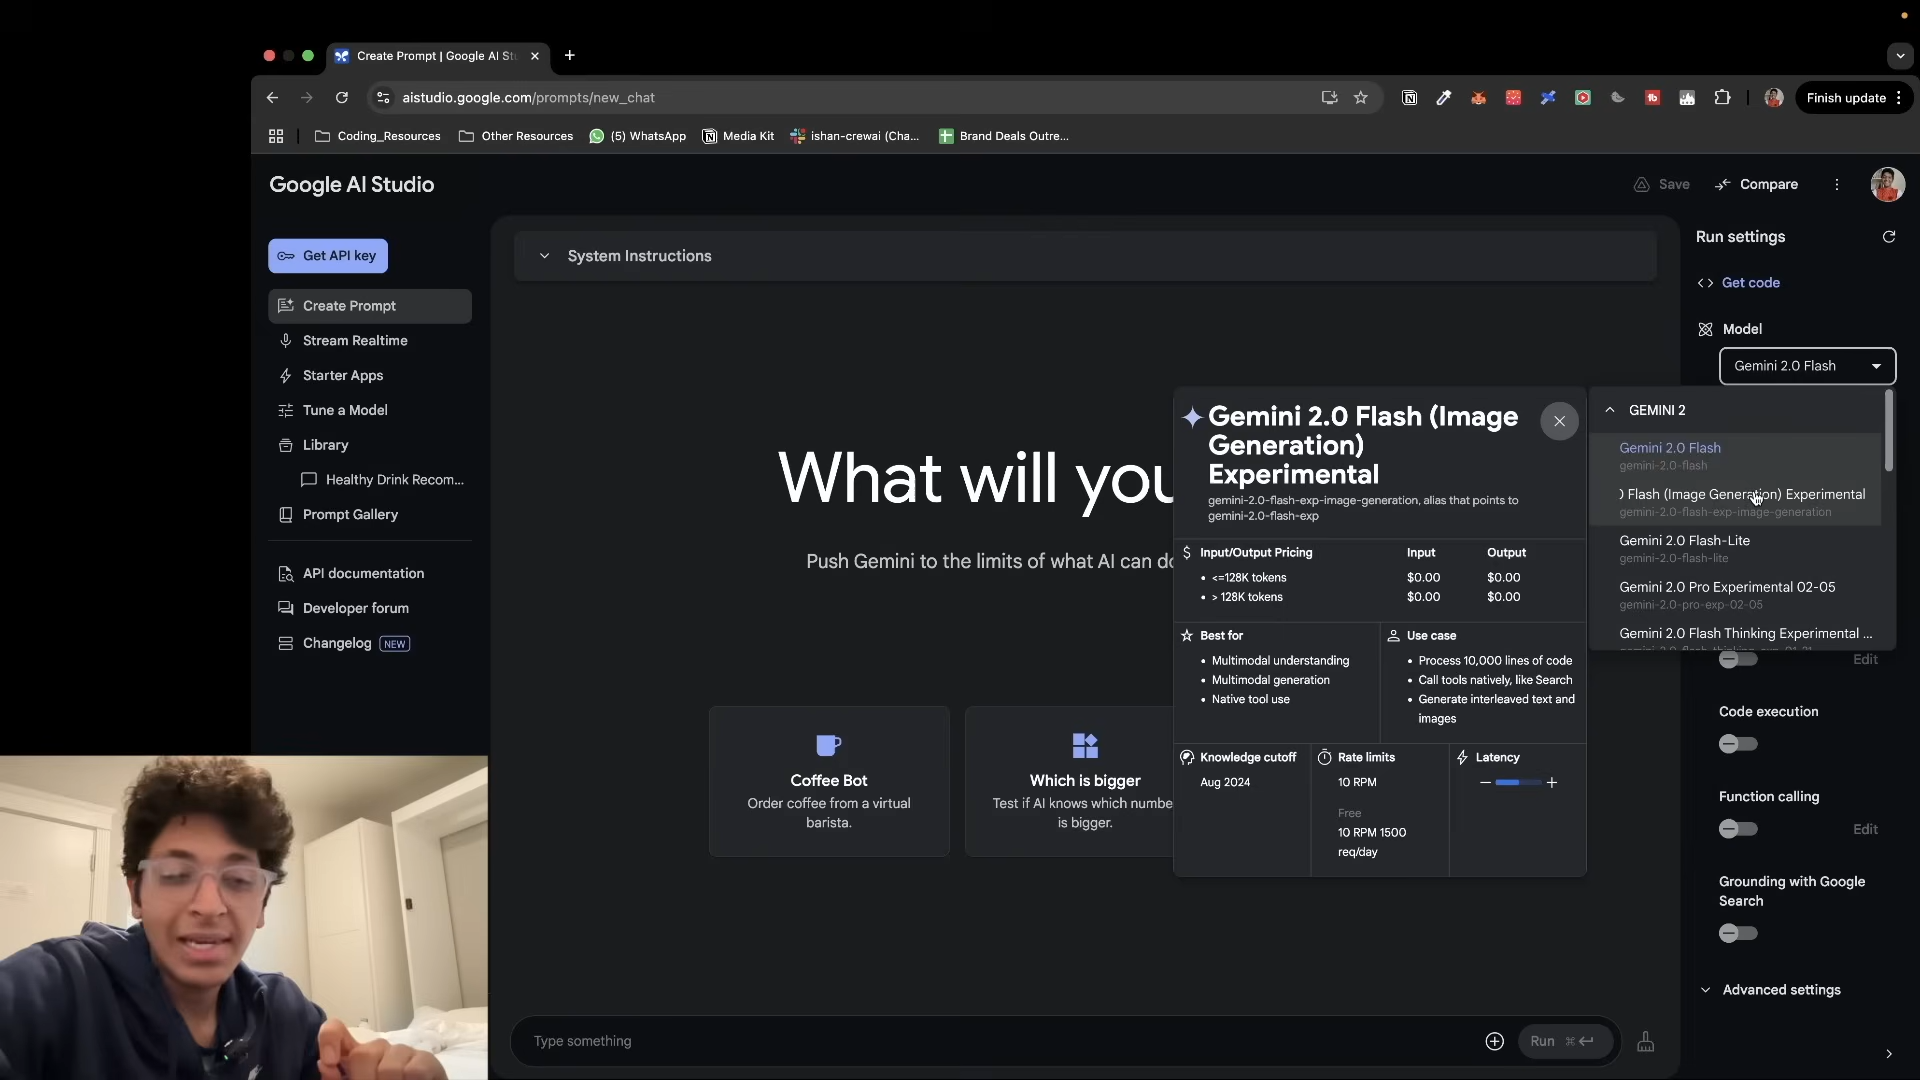 Create Prompt | Google AI St
aistudio.google.com/prompts/new_chat
Finish update
Coding_Resources
Other Resources
(5) WhatsApp
Media Kit
ishan-crewai (Cha...
Brand Deals Outre...
Google AI Studio
Save
Compare
Get API key
Create Prompt
Stream Realtime
Starter Apps
Tune a Model
Library
Healthy Drink Recom...
Prompt Gallery
API documentation
Developer forum
Changelog NEW
System Instructions
What will you
Push Gemini to the limits of what AI can do
Coffee Bot
Order coffee from a virtual
barista.
Which is bigger
Test if AI knows which numbe
is bigger.
Type something
Run
Gemini 2.0 Flash (Image
Generation)
Experimental
gemini-2.0-flash-exp-image-generation, alias that points to
gemini-2.0-flash-exp
Input/Output Pricing Input Output
<=128K tokens $0.00 $0.00
> 128K tokens $0.00 $0.00
Best for
Multimodal understanding
Multimodal generation
Native tool use
Use case
Process 10,000 lines of code
Call tools natively, like Search
Generate interleaved text and
images
Knowledge cutoff
Aug 2024
Rate limits
10 RPM
Free
10 RPM 1500
req/day
Latency
Run settings
Get code
Model
Gemini 2.0 Flash
GEMINI 2
Gemini 2.0 Flash
gemini-2.0-flash
Flash (Image Generation) Experimental
gemini-2.0-flash-exp-image-generation
Gemini 2.0 Flash-Lite
gemini-2.0-flash-lite
Gemini 2.0 Pro Experimental 02-05
gemini-2.0-pro-exp-02-05
Gemini 2.0 Flash Thinking Experimental ...
Edit
Code execution
Function calling
Edit
Grounding with Google
Search
Advanced settings